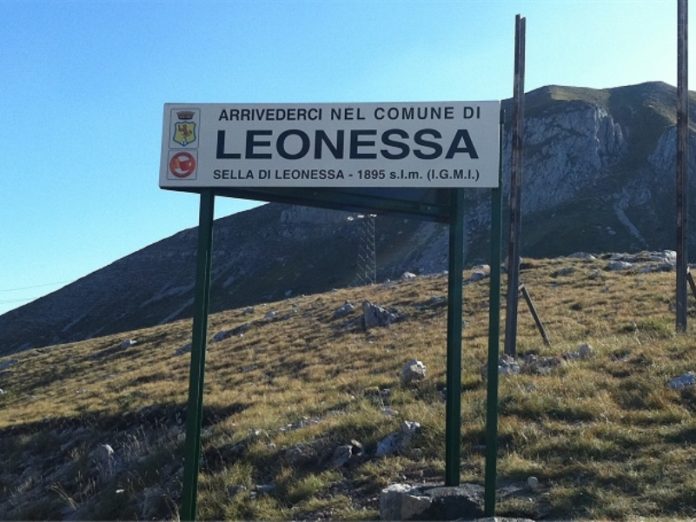 ARRIVEDERCI NEL COMUNE DI
LEONESSA
SELLA DI LEONESSA - 1895 s.l.m. (I.G.M.I.)